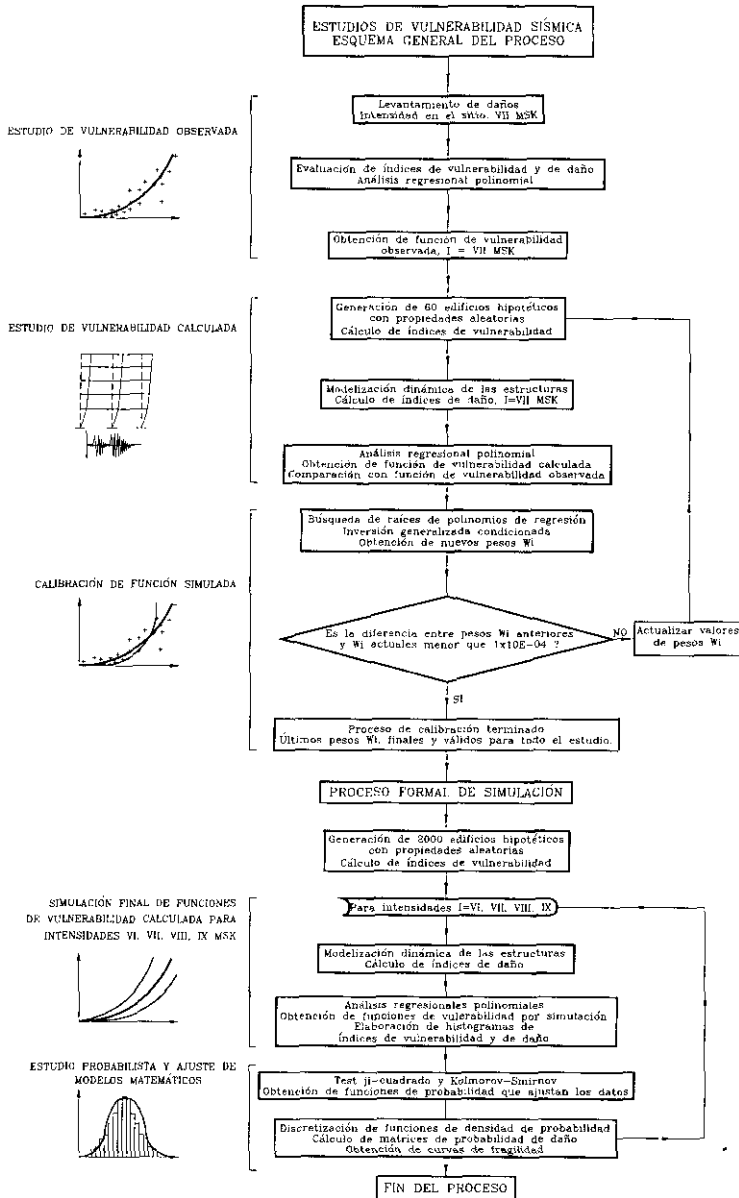 ESTUDIOS DE VULNERABILIDAD SÍSMICA
ESQUEMA GENERAL DEL PROCESO
ESTUDIO DE VULNERABILIDAD OBSERVADA
Levantamiento de daños
Intensidad en el sitio, VII MSK
Evaluación de índices de vulnerabilidad y de daño
Análisis regresional polinomial
Obtención de función de vulnerabilidad
observada, I = VII MSK
ESTUDIO DE VULNERABILIDAD CALCULADA
Generación de 60 edificios hipotéticos
con propiedades aleatorias
Cálculo de índices de vulnerabilidad
Modelización dinámica de las estructuras
Cálculo de índices de daño, I=VII MSK
Análisis regresional polinomial
Obtención de función de vulnerabilidad calculada
Comparación con función de vulnerabilidad observada
CALIBRACIÓN DE FUNCIÓN SIMULADA
Búsqueda de raíces de polinomios de regresión
Inversión generalizada condicionada
Obtención de nuevos pesos Wi
Es la diferencia entre pesos Wi anteriores
y Wi actuales menor que 1x10E-04 ?
NO
Actualizar valores
de pesos Wi
SI
Proceso de calibración terminado
Últimos pesos Wi, finales y válidos para todo el estudio.
PROCESO FORMAL DE SIMULACIÓN
Generación de 2000 edificios hipotéticos
con propiedades aleatorias
Cálculo de índices de vulnerabilidad
SIMULACIÓN FINAL DE FUNCIONES
DE VULNERABILIDAD CALCULADA PARA
INTENSIDADES VI, VII, VIII, IX MSK
Para intensidades I=VI, VII, VIII, IX
Modelización dinámica de las estructuras
Cálculo de índices de daño
Análisis regresionales polinomiales
Obtención de funciones de vulerabilidad por simulación
Elaboración de histogramas de
índices de vulnerabilidad y de daño
ESTUDIO PROBABILISTA Y AJUSTE DE
MODELOS MATEMÁTICOS
Test ji-cuadrado y Kolmorov-Smirnov
Obtención de funciones de probabilidad que ajustan los datos
Discretización de funciones de densidad de probabilidad
Cálculo de matrices de probabilidad de daño
Obtención de curvas de fragilidad
FIN DEL PROCESO